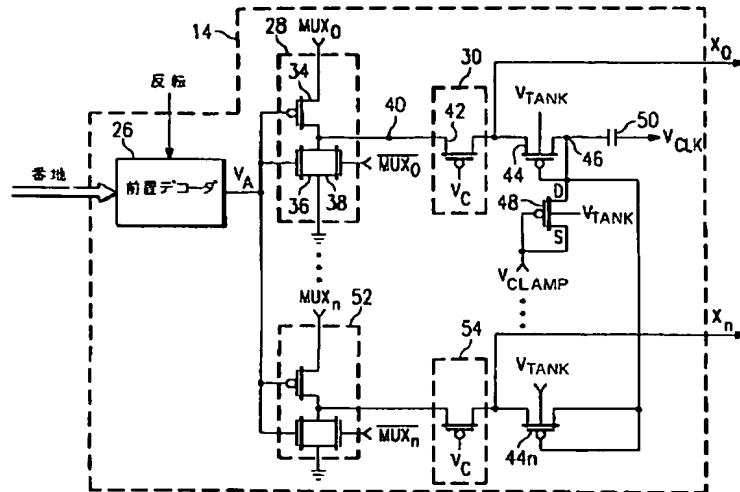 14
28
MUX0
34
反転
26
番地
前置デコーダ
VA
36
38
40
MUX0
30
42
VC
X0
VTANK
44
46
50
VCLK
48
D
S
VTANK
VCLAMP
MUXn
52
MUXn
54
VC
Xn
VTANK
44n